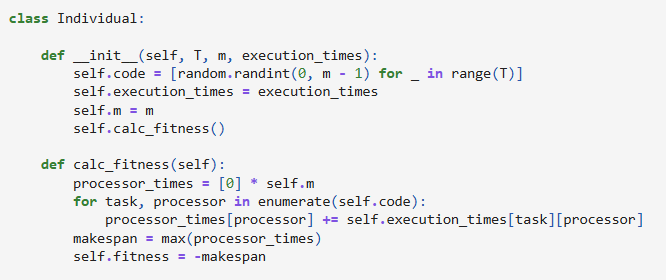 class Individual:
    def __init__(self, T, m, execution_times):
        self.code = [random.randint(0, m - 1) for _ in range(T)]
        self.execution_times = execution_times
        self.m = m
        self.calc_fitness()
    def calc_fitness(self):
        processor_times = [0] * self.m
        for task, processor in enumerate(self.code):
            processor_times[processor] += self.execution_times[task][processor]
        makespan = max(processor_times)
        self.fitness = -makespan